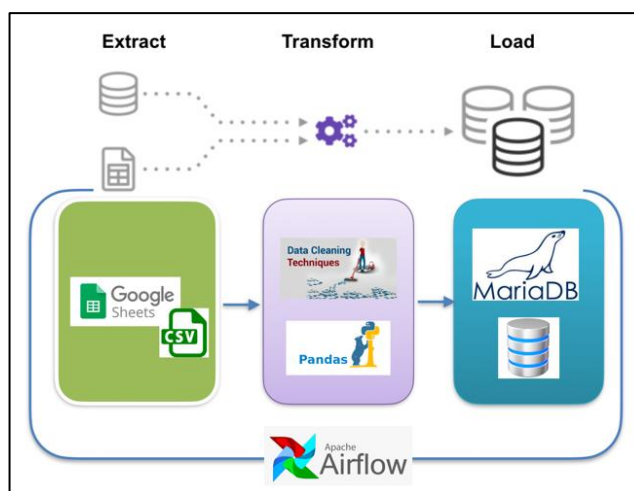 Extract
Transform
Load
Google
Sheets
CSV
Data Cleaning
Techniques
Pandas
MariaDB
Apache
Airflow